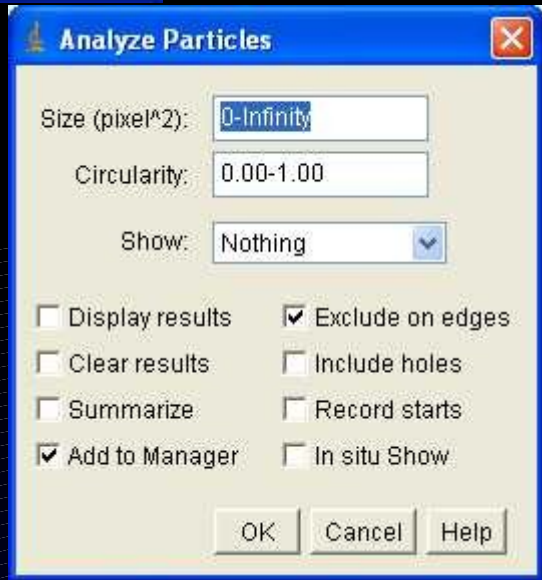 Analyze Particles
Size (pixel^2): 0-Infinity
Circularity: 0.00-1.00
Show: Nothing
Display results Exclude on edges
Clear results Include holes
Summarize Record starts
Add to Manager In situ Show
OK Cancel Help